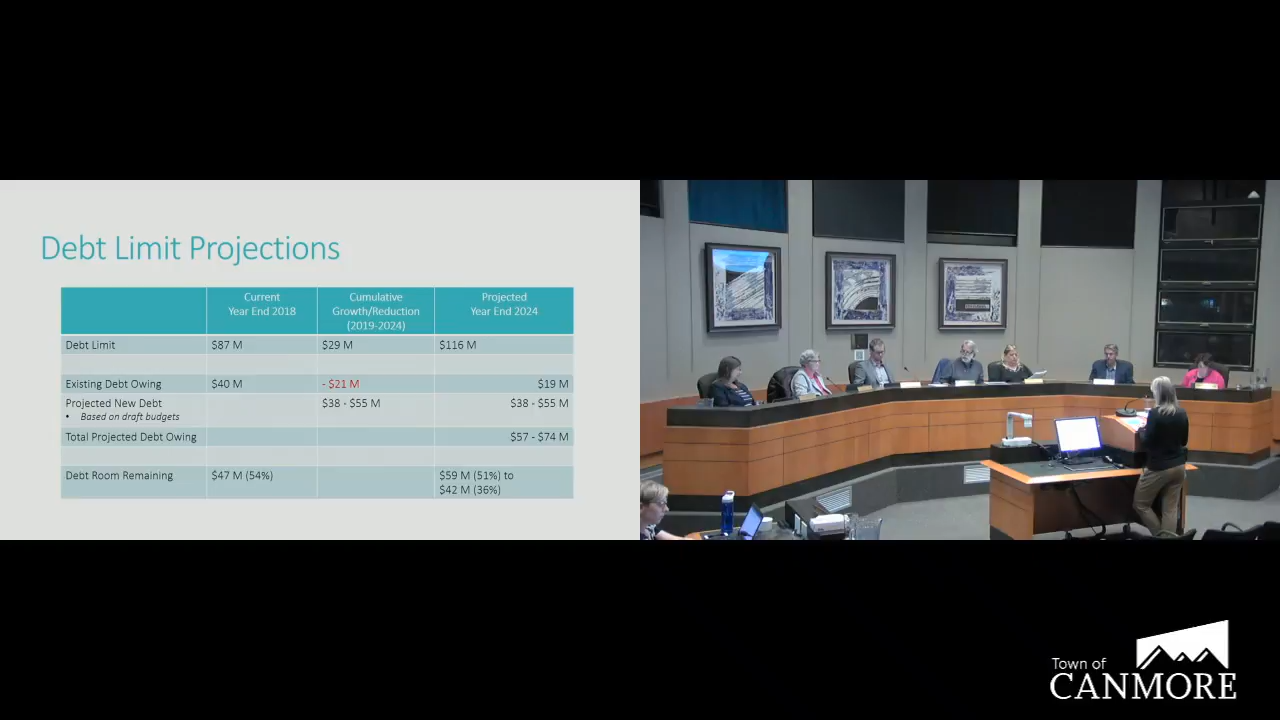 Debt Limit Projections
Current
Year End 2018
Cumulative
Growth/Reduction
(2019-2024)
Projected
Year End 2024
Debt Limit
$87 M
$29 M
$116 M
Existing Debt Owing
$40 M
- $21 M
$19 M
Projected New Debt
• Based on draft budgets
$38 - $55 M
$38 - $55 M
Total Projected Debt Owing
$57 - $74 M
Debt Room Remaining
$47 M (54%)
$59 M (51%) to
$42 M (36%)
Town of
CANMORE